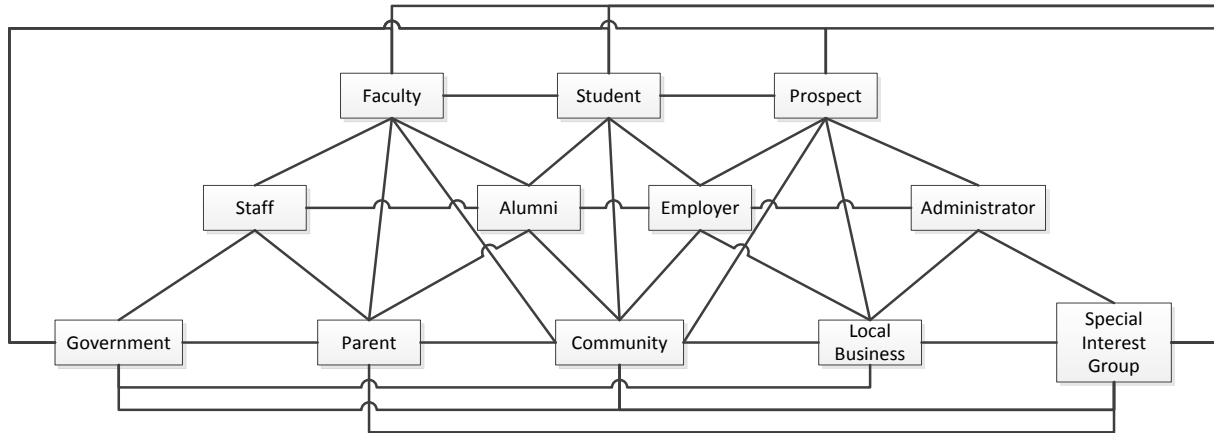 Faculty
Student
Prospect
Staff
Alumni
Employer
Administrator
Government
Parent
Community
Local
Business
Special
Interest
Group